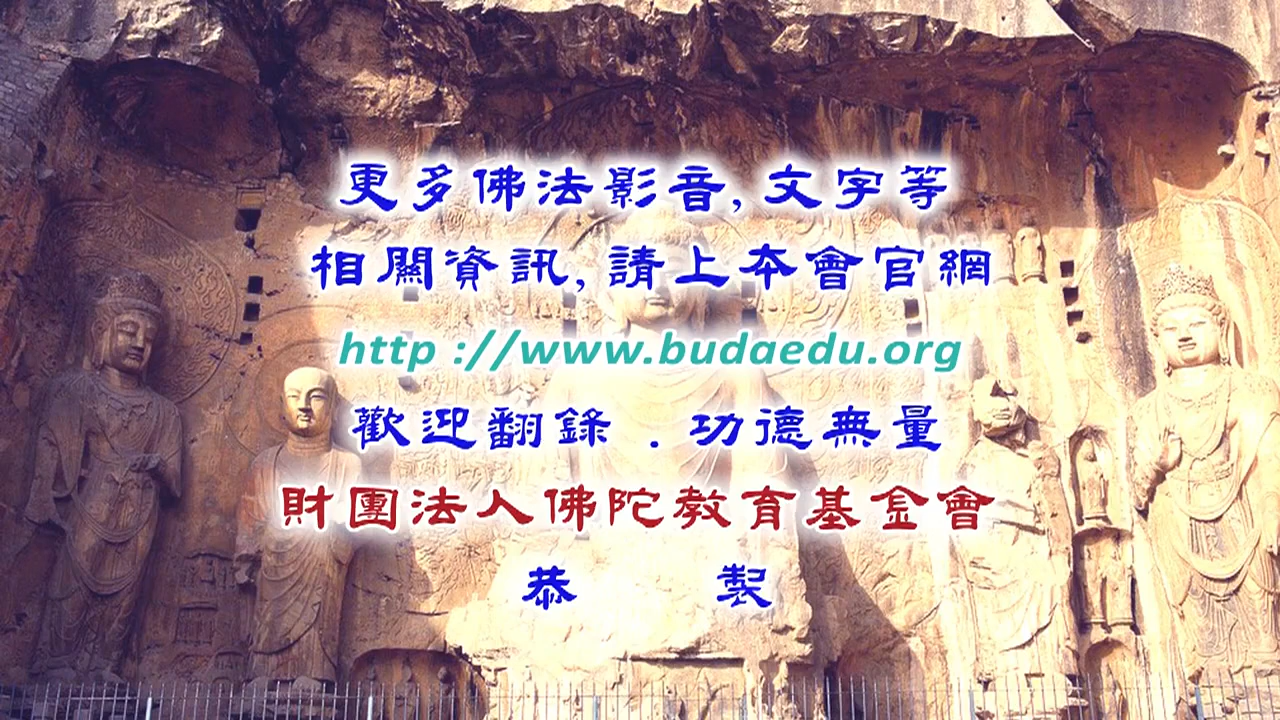 更多佛法影音,文字等
相關資訊,請上本會官網
http ://www.budaedu.org
歡迎翻錄 . 功德無量
財團法人佛陀教育基金會
恭 製